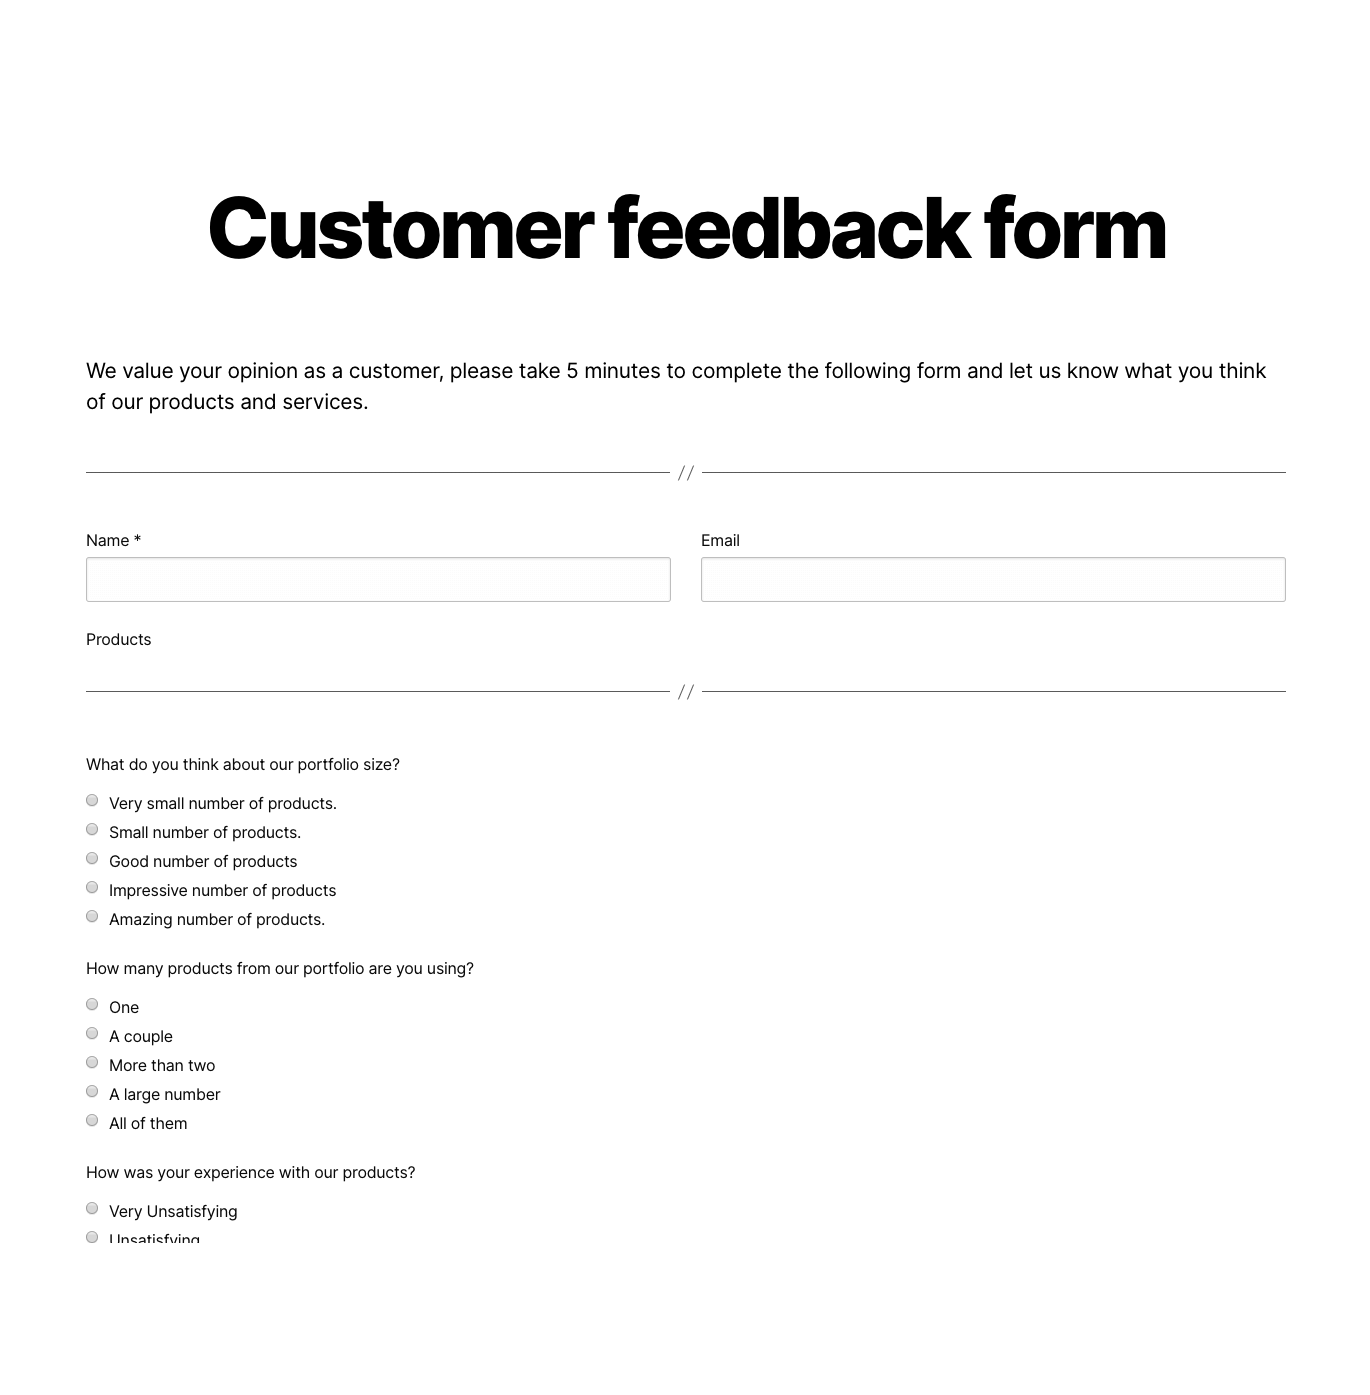 Customer feedback form
We value your opinion as a customer, please take 5 minutes to complete the following form and let us know what you think
of our products and services.
//
Name *
Email
Products
//
What do you think about our portfolio size?
Very small number of products.
Small number of products.
Good number of products
Impressive number of products
Amazing number of products.
How many products from our portfolio are you using?
One
A couple
More than two
A large number
All of them
How was your experience with our products?
Very Unsatisfying
Unsatisfying